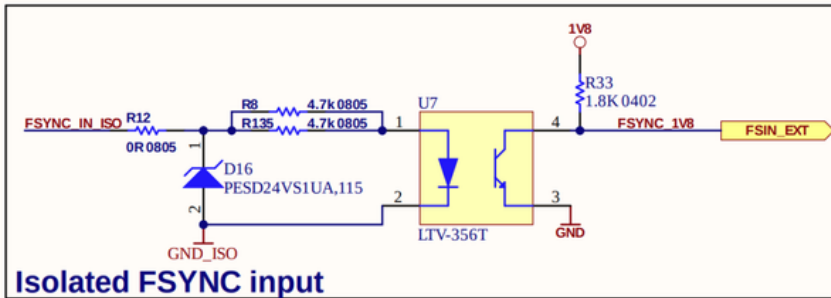 1V8
R33
1.8K 0402
U7
R8 4.7k 0805
R12
FSYNC_IN_ISO
R135 4.7k 0805
1
4
FSYNC_1V8
FSIN_EXT
0R 0805
1
D16
PESD24VS1UA,115
2
2
3
GND_ISO
LTV-356T
GND
Isolated FSYNC input